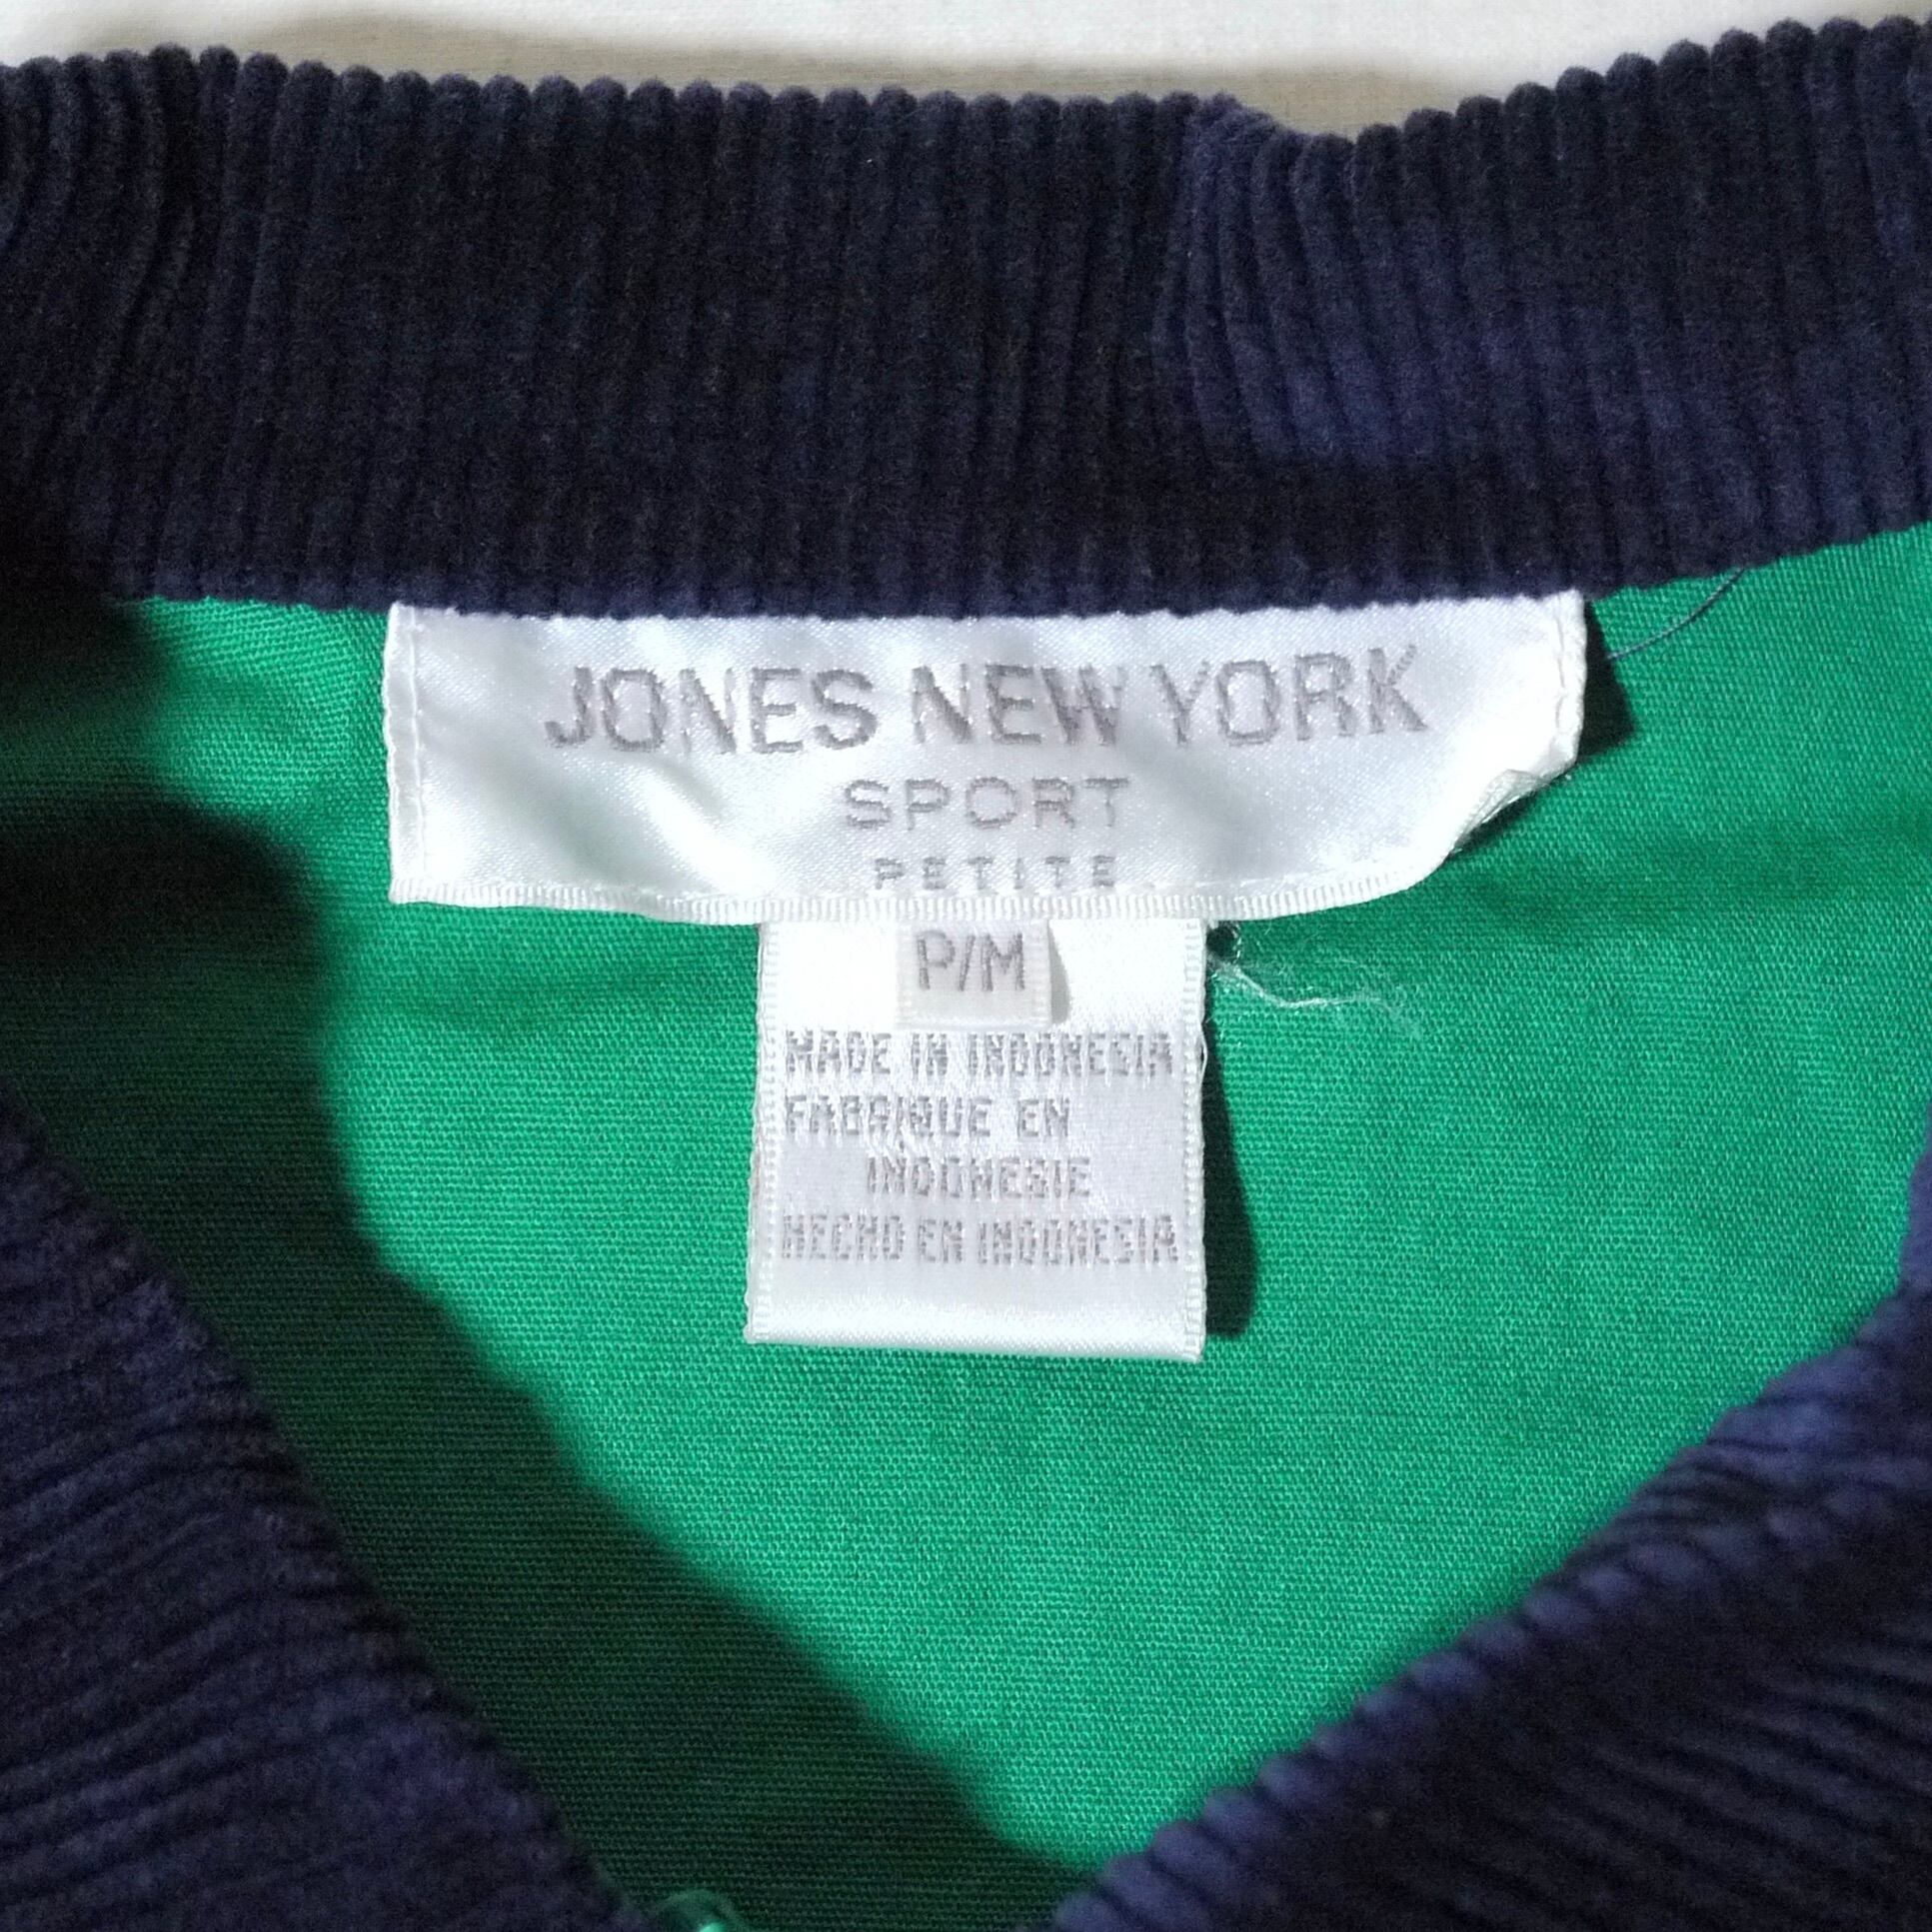 JONES NEW YORK
SPORT
PETITE
P/M
MADE IN INDONESIA
FABRIQUE EN
INDONESIE
HECHO EN INDONESIA